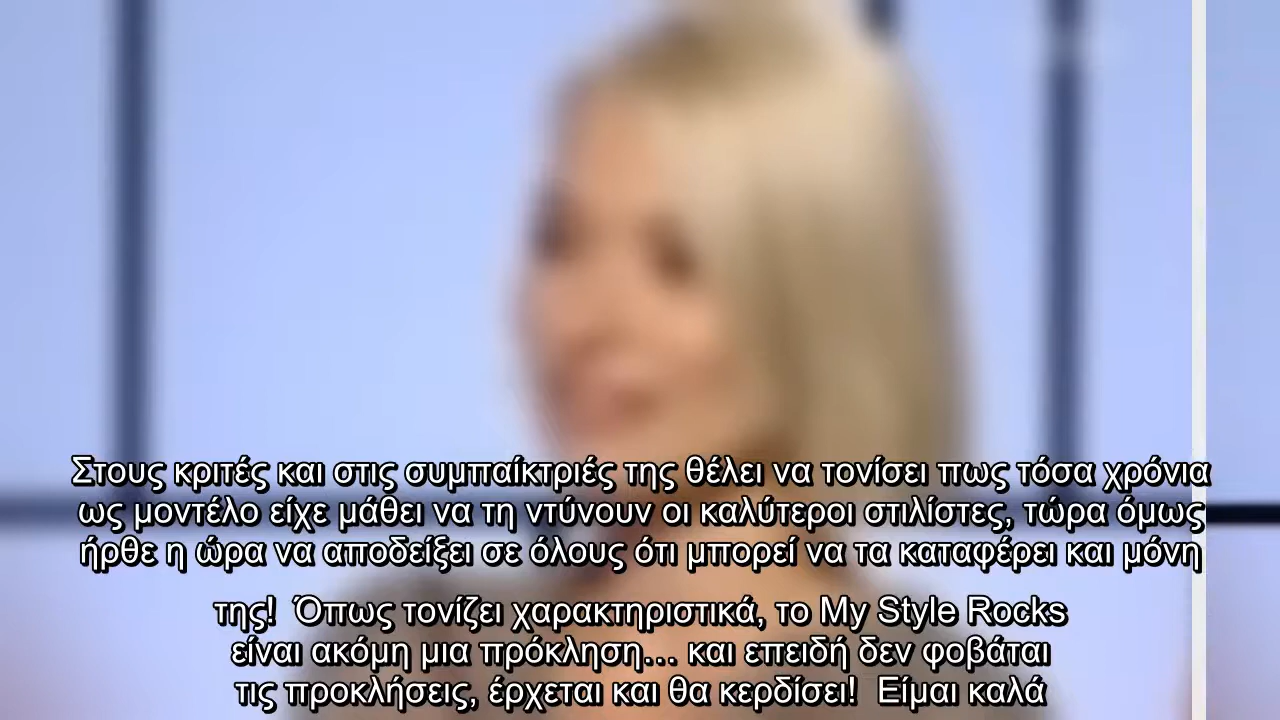 Στους κριτές και στις συμπαίκτριές της θέλει να τονίσει πως τόσα χρόνια
ως μοντέλο είχε μάθει να τη ντύνουν οι καλύτεροι στιλίστες, τώρα όμως
ήρθε η ώρα να αποδείξει σε όλους ότι μπορεί να τα καταφέρει και μόνη
της!  Όπως τονίζει χαρακτηριστικά, το My Style Rocks
είναι ακόμη μια πρόκληση… και επειδή δεν φοβάται
τις προκλήσεις, έρχεται και θα κερδίσει!  Είμαι καλά